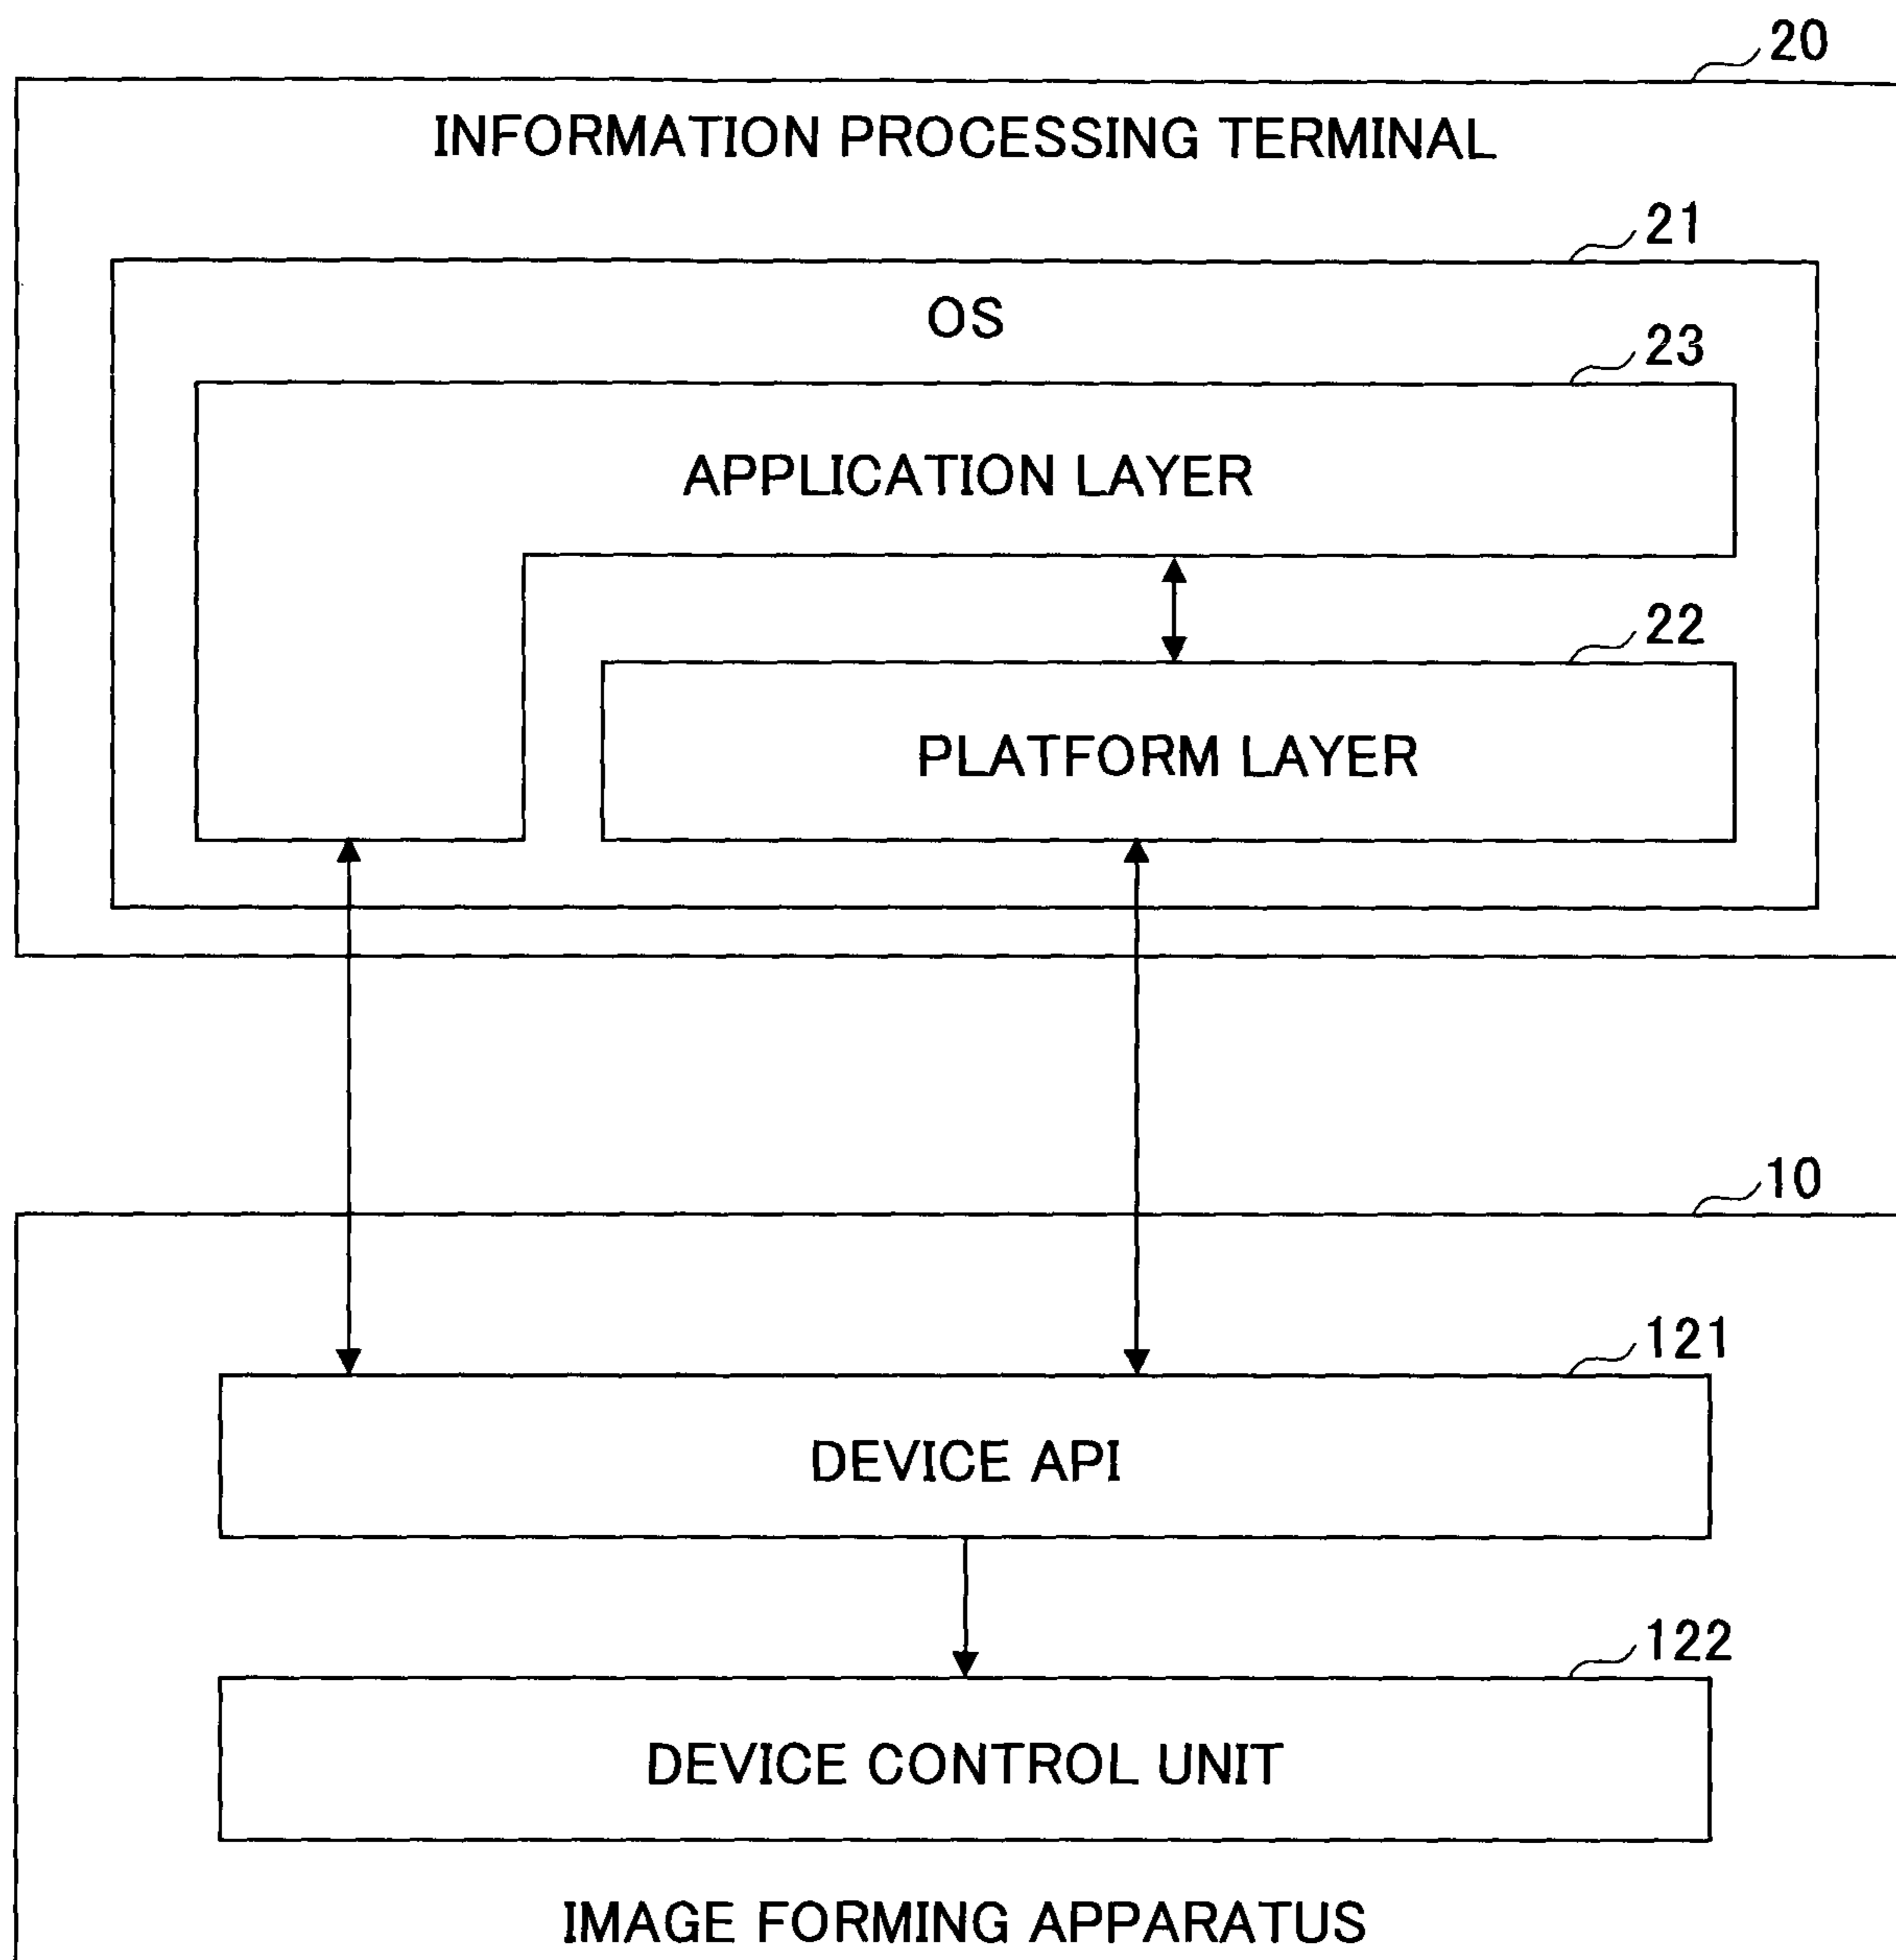 20
INFORMATION PROCESSING TERMINAL
21
OS
23
APPLICATION LAYER
22
PLATFORM LAYER
10
121
DEVICE API
122
DEVICE CONTROL UNIT
IMAGE FORMING APPARATUS